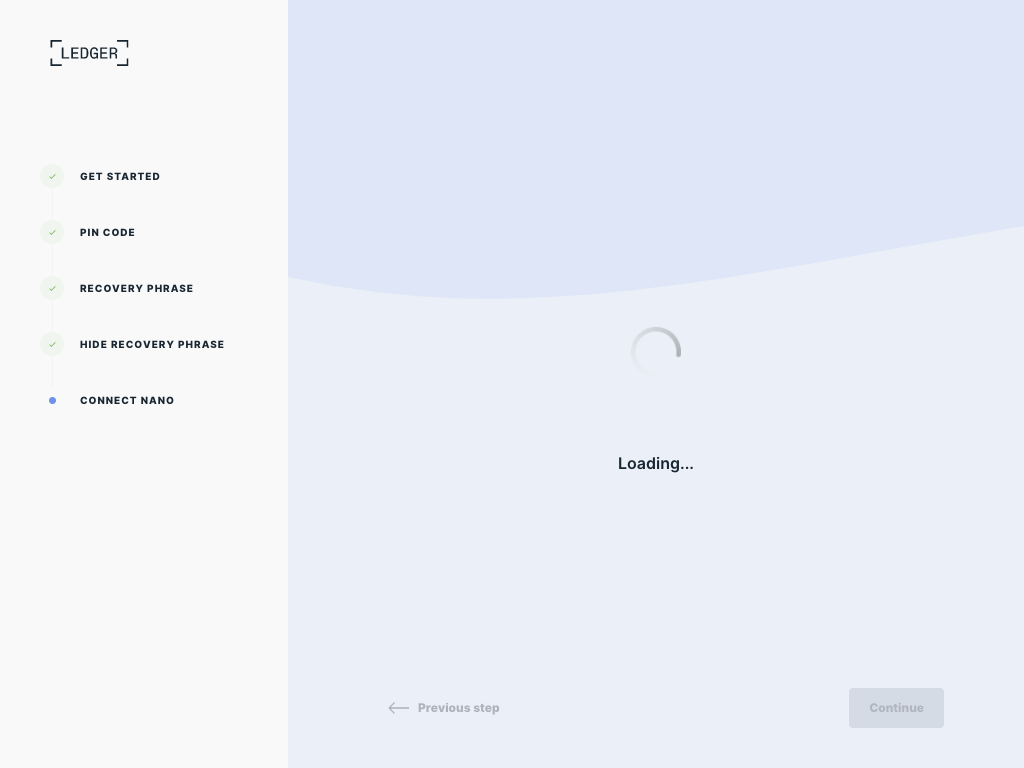 LEDGER
GET STARTED
PIN CODE
RECOVERY PHRASE
HIDE RECOVERY PHRASE
CONNECT NANO
Loading...
Previous step
Continue